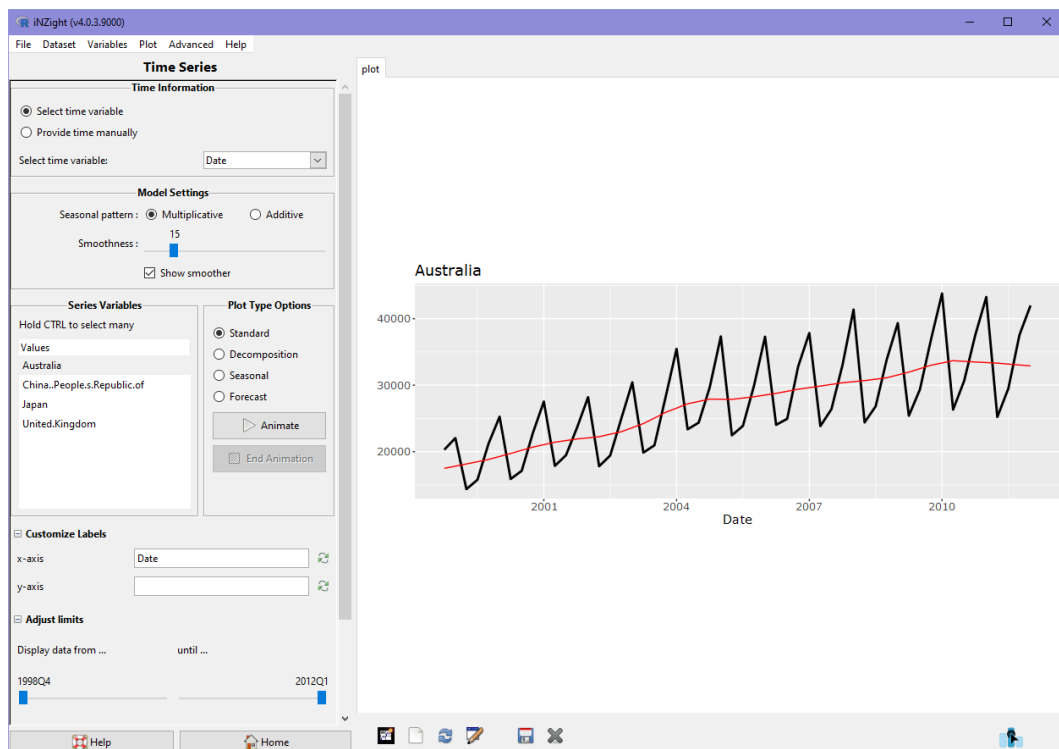 iNZight (v4.0.3.9000)
File Dataset Variables Plot Advanced Help
Time Series
Time Information
Select time variable
Provide time manually
Select time variable: Date
Model Settings
Seasonal pattern : Multiplicative Additive
15
Smoothness :
Show smoother
Series Variables
Hold CTRL to select many
Values
Australia
China..People.s.Republic.of
Japan
United.Kingdom
Plot Type Options
Standard
Decomposition
Seasonal
Forecast
Animate
End Animation
Customize Labels
x-axis Date
y-axis
Adjust limits
Display data from ... until ...
1998Q4 2012Q1
Help Home
plot
Australia
40000
30000
20000
2001 2004 2007 2010
Date